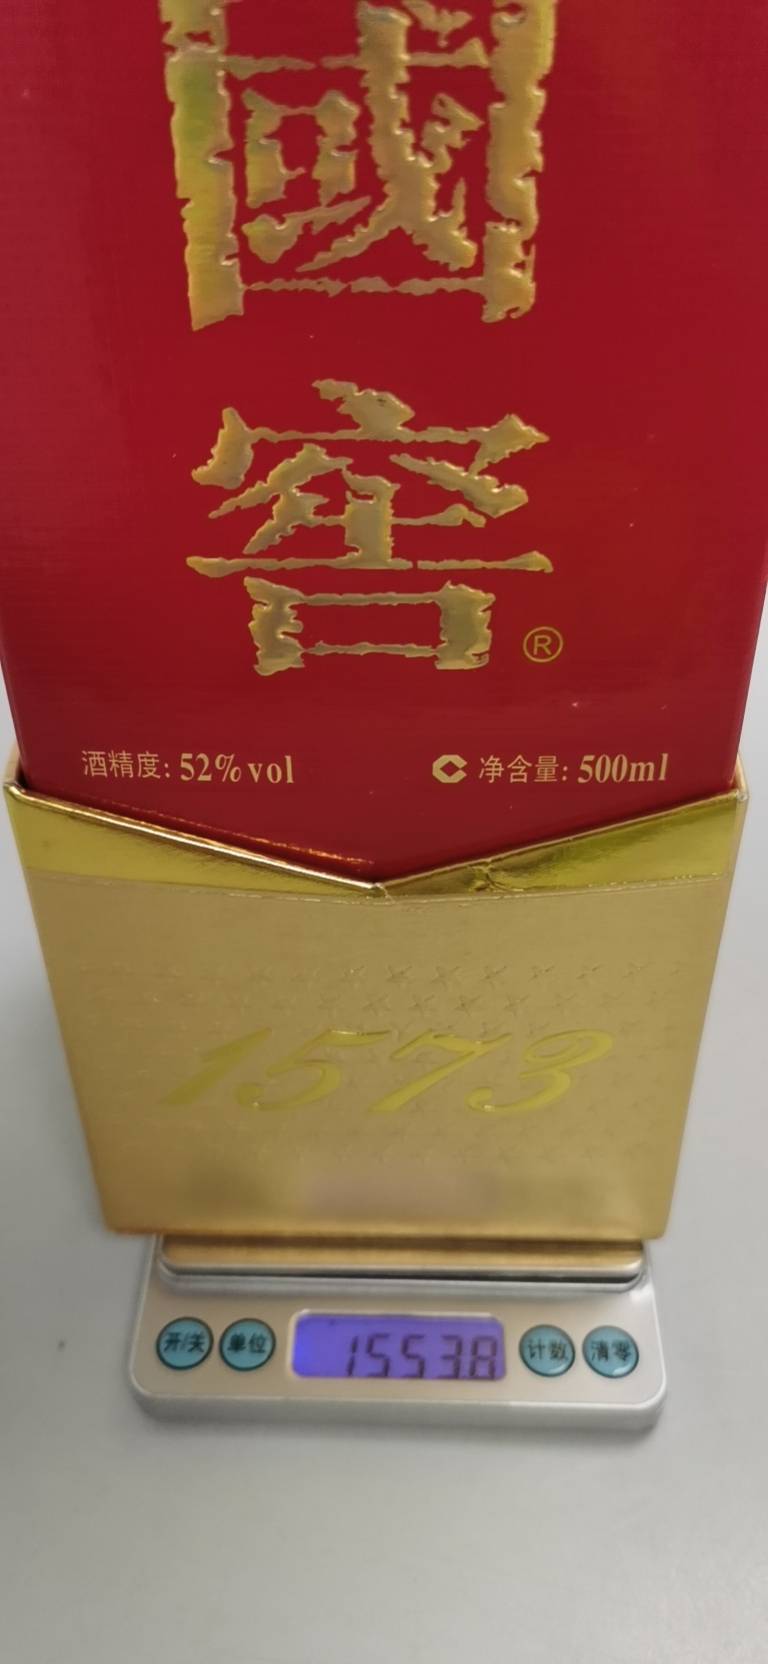 國
窖
®
酒精度: 52% vol
净含量: 500ml
1573
开/关
单位
1553.8
计数
清零